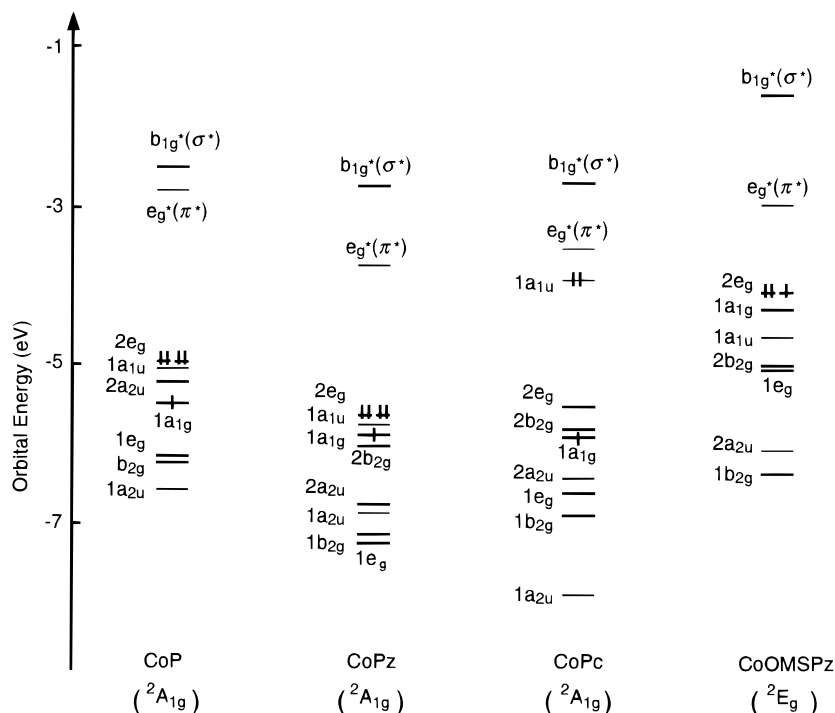 -1
-3
-5
-7
Orbital Energy (eV)
b1g*(σ*)
eg*(π*)
2eg
1a1u
2a2u
1a1g
1eg
b2g
1a2u
CoP
(²A1g)
b1g*(σ*)
eg*(π*)
2eg
1a1u
1a1g
2b2g
2a2u
1a2u
1b2g
1eg
CoPz
(²A1g)
b1g*(σ*)
eg*(π*)
1a1u
2eg
2b2g
1a1g
2a2u
1eg
1b2g
1a2u
CoPc
(²A1g)
b1g*(σ*)
eg*(π*)
2eg
1a1g
1a1u
2b2g
1eg
2a2u
1b2g
CoOMSPz
(²Eg)